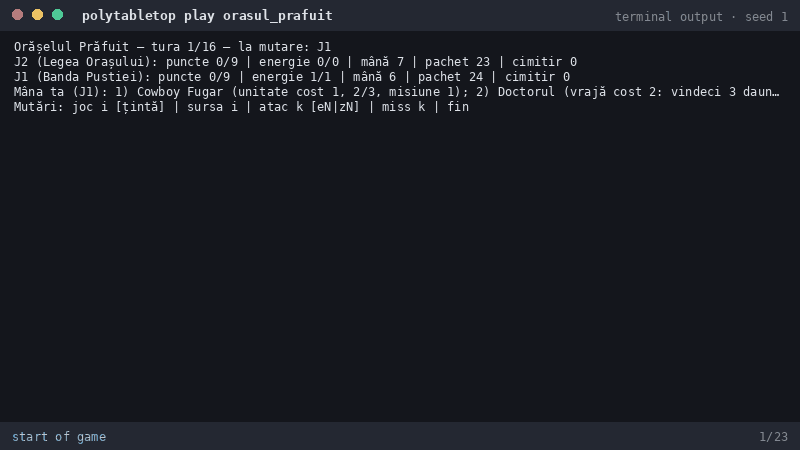 polytabletop play orasul_prafuit
terminal output · seed 1
Orășelul Prăfuit — tura 1/16 — la mutare: J1
J2 (Legea Orașului): puncte 0/9 | energie 0/0 | mână 7 | pachet 23 | cimitir 0
J1 (Banda Pustiei): puncte 0/9 | energie 1/1 | mână 6 | pachet 24 | cimitir 0
Mâna ta (J1): 1) Cowboy Fugar (unitate cost 1, 2/3, misiune 1); 2) Doctorul (vrajă cost 2: vindeci 3 daun…
Mutări: joc i [țintă] | sursa i | atac k [eN|zN] | miss k | fin
start of game
1/23